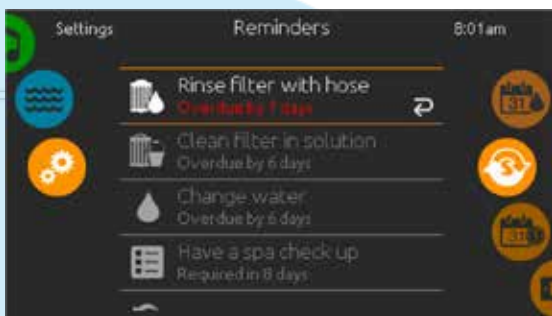 Settings
Reminders
8:01am
Rinse filter with hose
Overdue by 7 days
Clean filter in solution
Overdue by 6 days
Change water
Overdue by 6 days
Have a spa check up
Required in 8 days
31